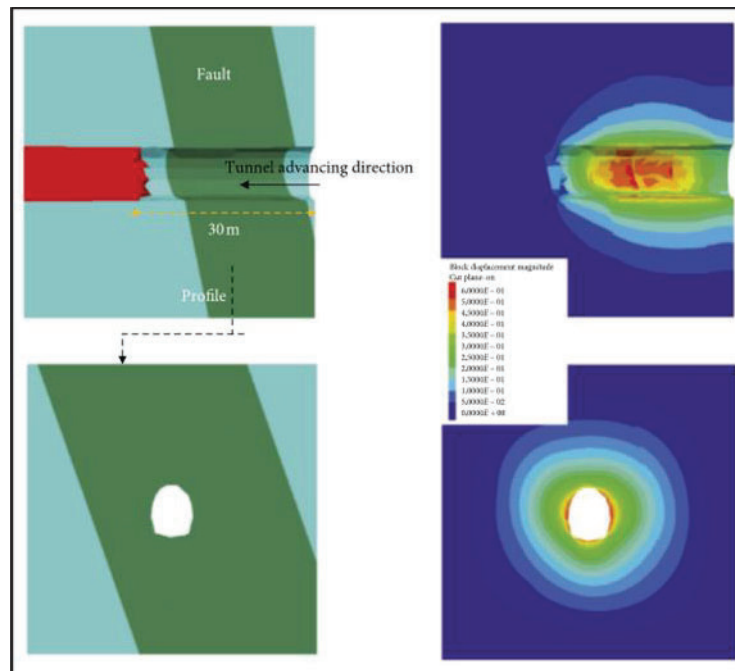 Fault
Tunnel advancing direction
30 m
Profile
Block displacement magnitude
Cut plane: on
6.0000E – 01
5.0000E – 01
4.5000E – 01
4.0000E – 01
3.5000E – 01
3.0000E – 01
2.5000E – 01
2.0000E – 01
1.5000E – 01
1.0000E – 01
5.0000E – 02
0.0000E + 00